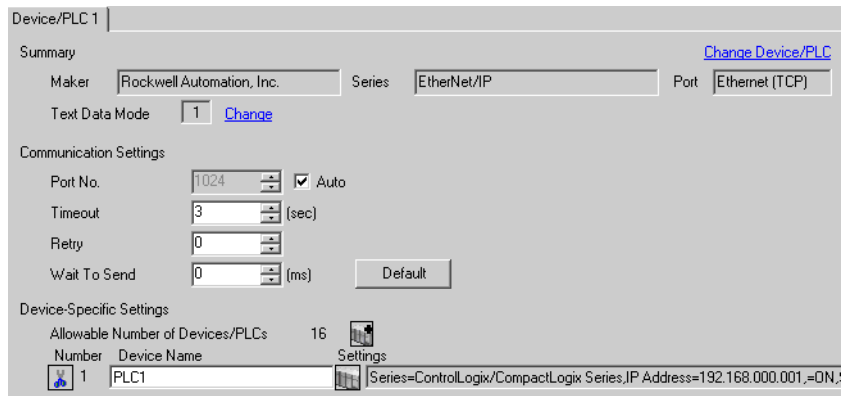 Device/PLC 1
Summary Change Device/PLC
Maker Rockwell Automation, Inc. Series EtherNet/IP Port Ethernet (TCP)
Text Data Mode 1 Change
Communication Settings
Port No. 1024 Auto
Timeout 3 (sec)
Retry 0
Wait To Send 0 (ms) Default
Device-Specific Settings
Allowable Number of Devices/PLCs 16
Number Device Name Settings
1 PLC1 Series=ControlLogix/CompactLogix Series,IP Address=192.168.000.001,=ON,